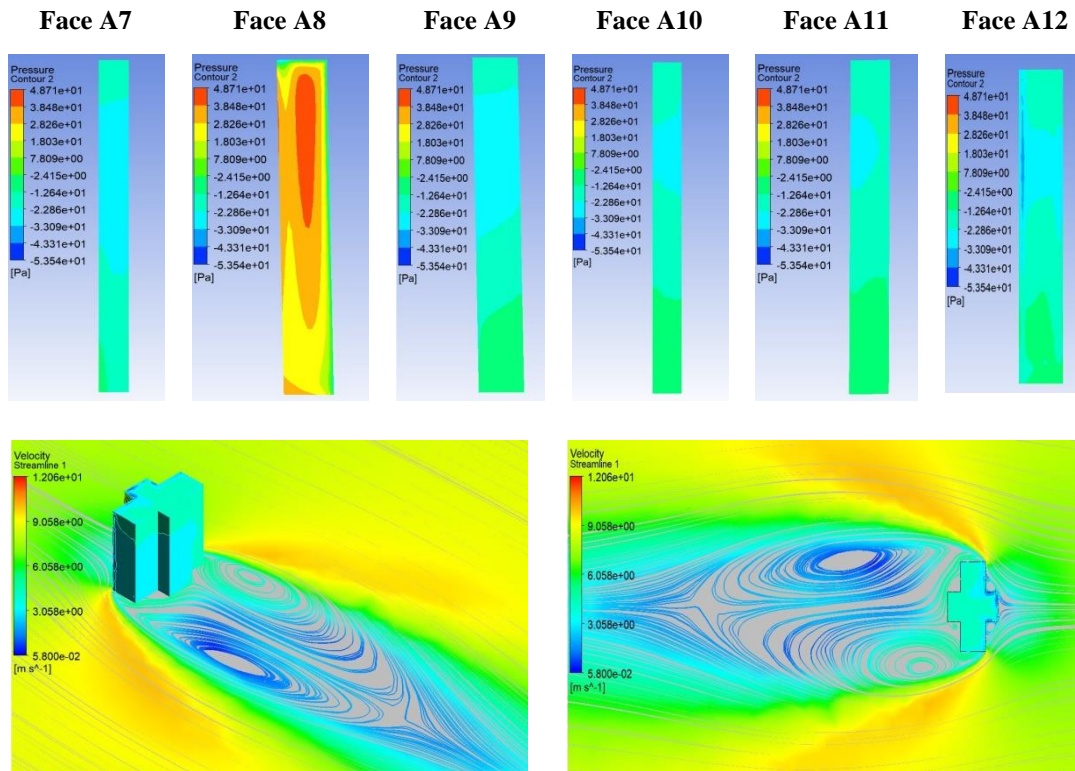 Face A7 Face A8 Face A9 Face A10 Face A11 Face A12
Pressure
Contour 2
4.871e+01
3.848e+01
2.826e+01
1.803e+01
7.809e+00
-2.415e+00
-1.264e+01
-2.286e+01
-3.309e+01
-4.331e+01
-5.354e+01
[Pa]
Pressure
Contour 2
4.871e+01
3.848e+01
2.826e+01
1.803e+01
7.809e+00
-2.415e+00
-1.264e+01
-2.286e+01
-3.309e+01
-4.331e+01
-5.354e+01
[Pa]
Pressure
Contour 2
4.871e+01
3.848e+01
2.826e+01
1.803e+01
7.809e+00
-2.415e+00
-1.264e+01
-2.286e+01
-3.309e+01
-4.331e+01
-5.354e+01
[Pa]
Pressure
Contour 2
4.871e+01
3.848e+01
2.826e+01
1.803e+01
7.809e+00
-2.415e+00
-1.264e+01
-2.286e+01
-3.309e+01
-4.331e+01
-5.354e+01
[Pa]
Pressure
Contour 2
4.871e+01
3.848e+01
2.826e+01
1.803e+01
7.809e+00
-2.415e+00
-1.264e+01
-2.286e+01
-3.309e+01
-4.331e+01
-5.354e+01
[Pa]
Pressure
Contour 2
4.871e+01
3.848e+01
2.826e+01
1.803e+01
7.809e+00
-2.415e+00
-1.264e+01
-2.286e+01
-3.309e+01
-4.331e+01
-5.354e+01
[Pa]
Velocity
Streamline 1
1.206e+01
9.058e+00
6.058e+00
3.058e+00
5.800e-02
[m s^-1]
Velocity
Streamline 1
1.206e+01
9.058e+00
6.058e+00
3.058e+00
5.800e-02
[m s^-1]